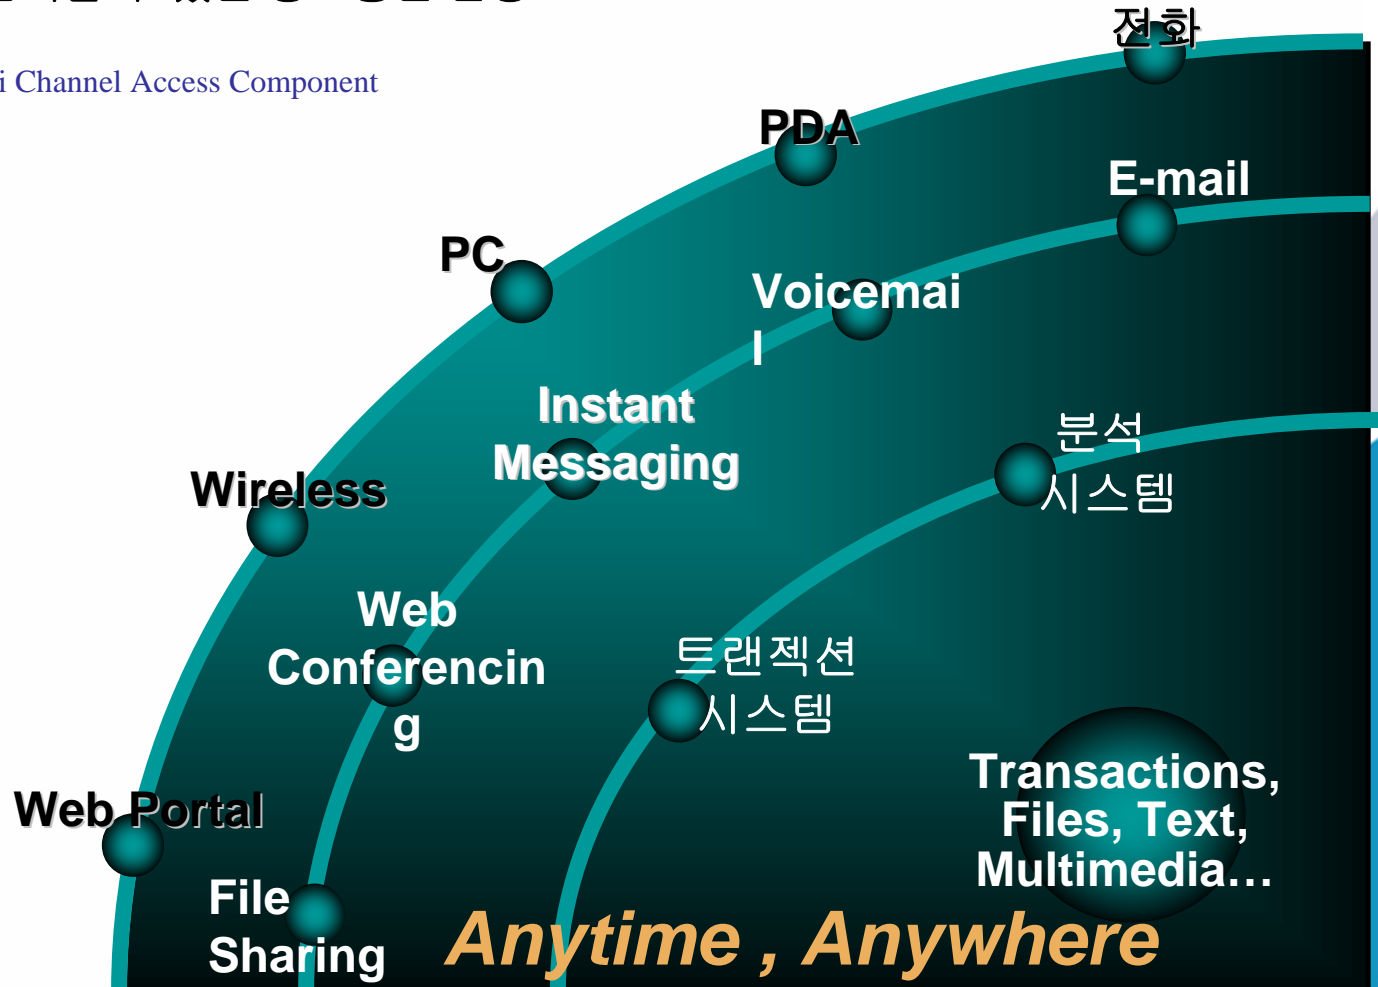 i Channel Access Component
전화
PDA
E-mail
PC
Voicemai
l
Instant
Messaging
분석
시스템
Wireless
Web
Conferencin
g
트랜젝션
시스템
Transactions,
Files, Text,
Multimedia…
Web Portal
File
Sharing
Anytime , Anywhere